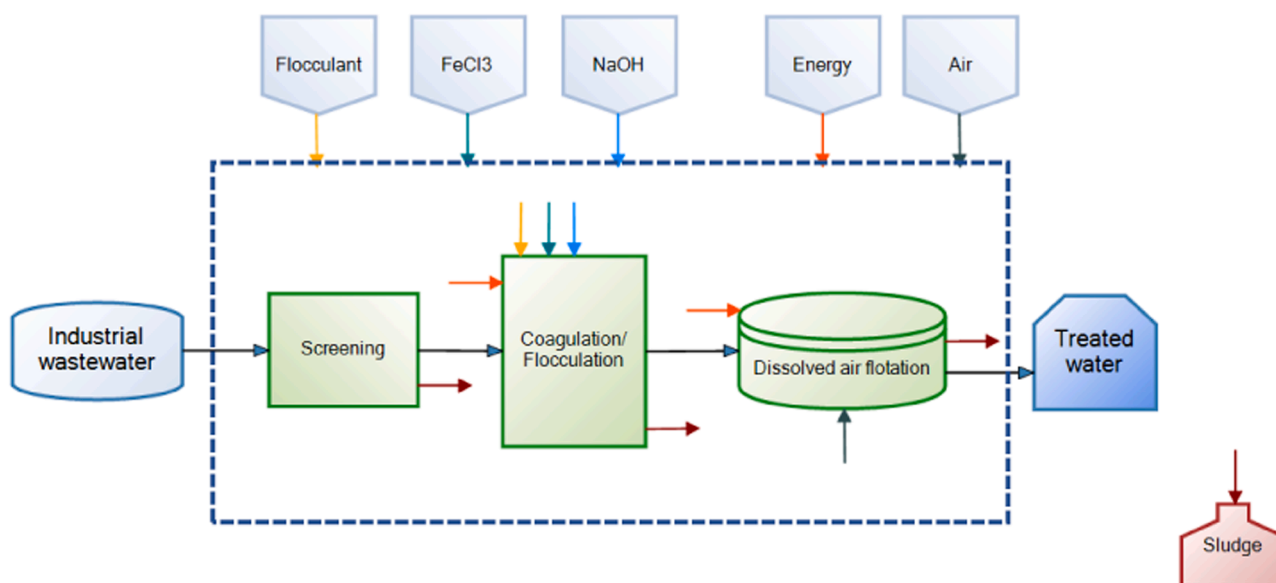 Flocculant
FeCl3
NaOH
Energy
Air
Industrial
wastewater
Screening
Coagulation/
Flocculation
Dissolved air flotation
Treated
water
Sludge